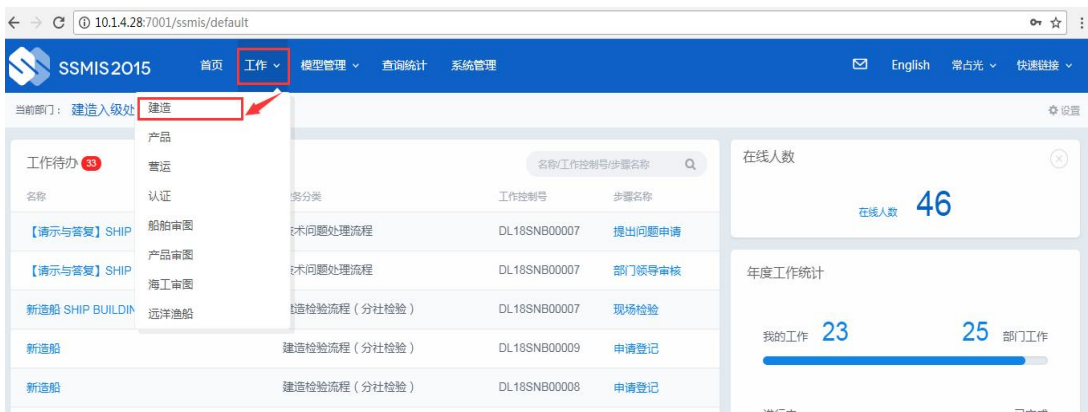 10.1.4.28:7001/ssmis/default
SSMIS2015 首页 工作 模型管理 查询统计 系统管理 English 常占光 快速链接
当前部门： 建造入级处 设置
建造
产品
营运
认证
船舶审图
产品审图
海工审图
远洋渔船
工作待办 33 名称/工作控制号/步骤名称
名称 务分类 工作控制号 步骤名称
【请示与答复】SHIP 术问题处理流程 DL18SNB00007 提出问题申请
【请示与答复】SHIP 术问题处理流程 DL18SNB00007 部门领导审核
新造船 SHIP BUILDIN 造检验流程（分社检验） DL18SNB00007 现场检验
新造船 建造检验流程（分社检验） DL18SNB00009 申请登记
新造船 建造检验流程（分社检验） DL18SNB00008 申请登记
在线人数
在线人数 46
年度工作统计
我的工作 23 25 部门工作